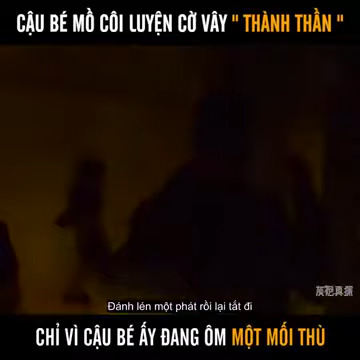 CẬU BÉ MỒ CÔI LUYỆN CỜ VÂY " THÀNH THẦN "
Đánh lén một phát rồi lại tắt đi
CHỈ VÌ CẬU BÉ ẤY ĐANG ÔM MỘT MỐI THÙ